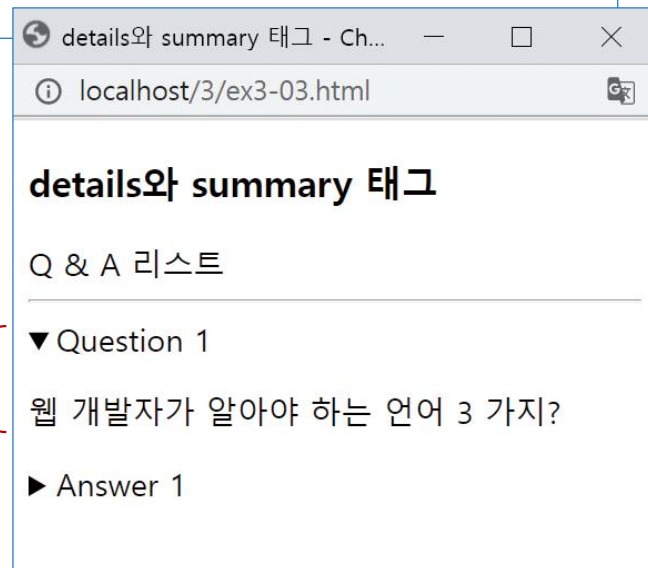 details와 summary 태그 - Ch...
localhost/3/ex3-03.html
details와 summary 태그
Q & A 리스트
▼ Question 1
웹 개발자가 알아야 하는 언어 3 가지?
▶ Answer 1